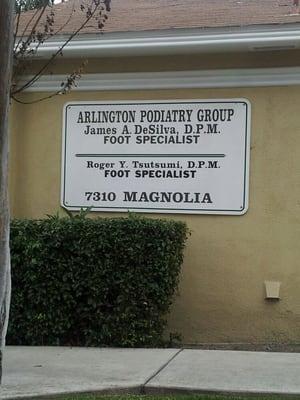 ARLINGTON PODIATRY GROUP
James A. DeSilva, D.P.M.
FOOT SPECIALIST
Roger Y. Tsutsumi, D.P.M.
FOOT SPECIALIST
7310 MAGNOLIA